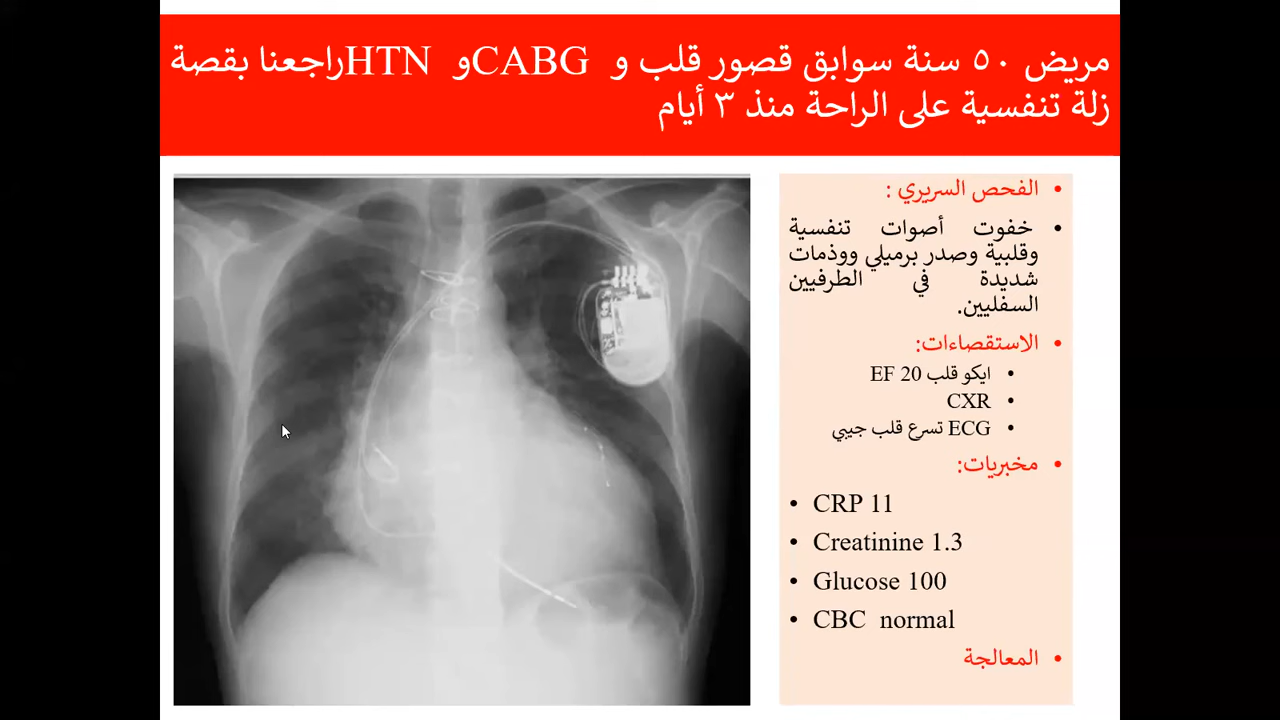 مريض ٥٠ سنة سوابق قصور قلب و CABG و HTN راجعنا بقصة
زلة تنفسية على الراحة منذ ٣ أيام
الفحص السريري :
خفوت أصوات تنفسية
وقلبية وصدر برميلي ووذمات
شديدة في الطرفيين
السفليين.
الاستقصاءات:
ايكو قلب EF 20
CXR
ECG تسرع قلب جيبي
مخبريات:
CRP 11
Creatinine 1.3
Glucose 100
CBC normal
المعالجة